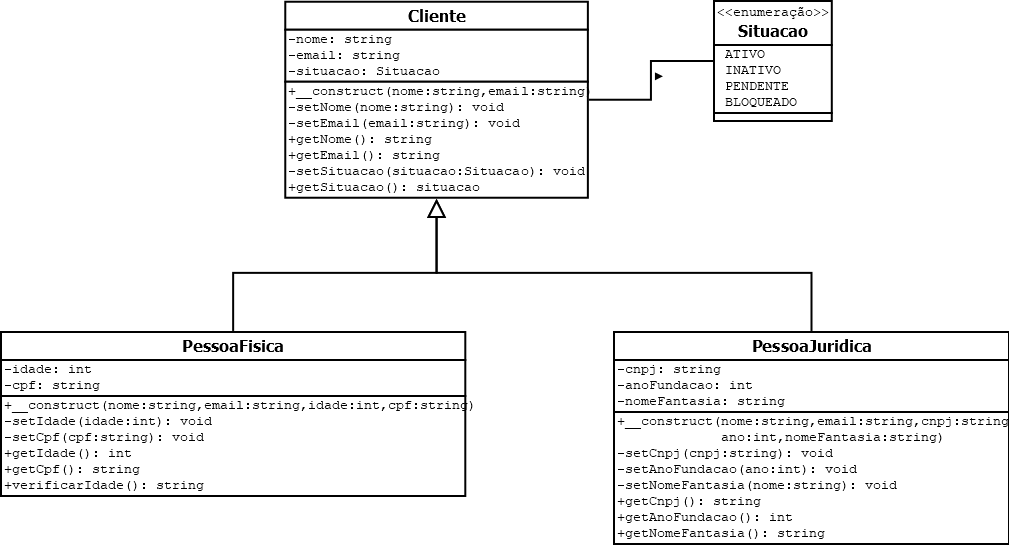 Cliente
-nome: string
-email: string
-situacao: Situacao
+__construct(nome:string,email:string)
-setNome(nome:string): void
-setEmail(email:string): void
+getNome(): string
+getEmail(): string
-setSituacao(situacao:Situacao): void
+getSituacao(): situacao
<<enumeração>>
Situacao
ATIVO
INATIVO
PENDENTE
BLOQUEADO
PessoaFisica
-idade: int
-cpf: string
+__construct(nome:string,email:string,idade:int,cpf:string)
-setIdade(idade:int): void
-setCpf(cpf:string): void
+getIdade(): int
+getCpf(): string
+verificarIdade(): string
PessoaJuridica
-cnpj: string
-anoFundacao: int
-nomeFantasia: string
+__construct(nome:string,email:string,cnpj:string
ano:int,nomeFantasia:string)
-setCnpj(cnpj:string): void
-setAnoFundacao(ano:int): void
-setNomeFantasia(nome:string): void
+getCnpj(): string
+getAnoFundacao(): int
+getNomeFantasia(): string